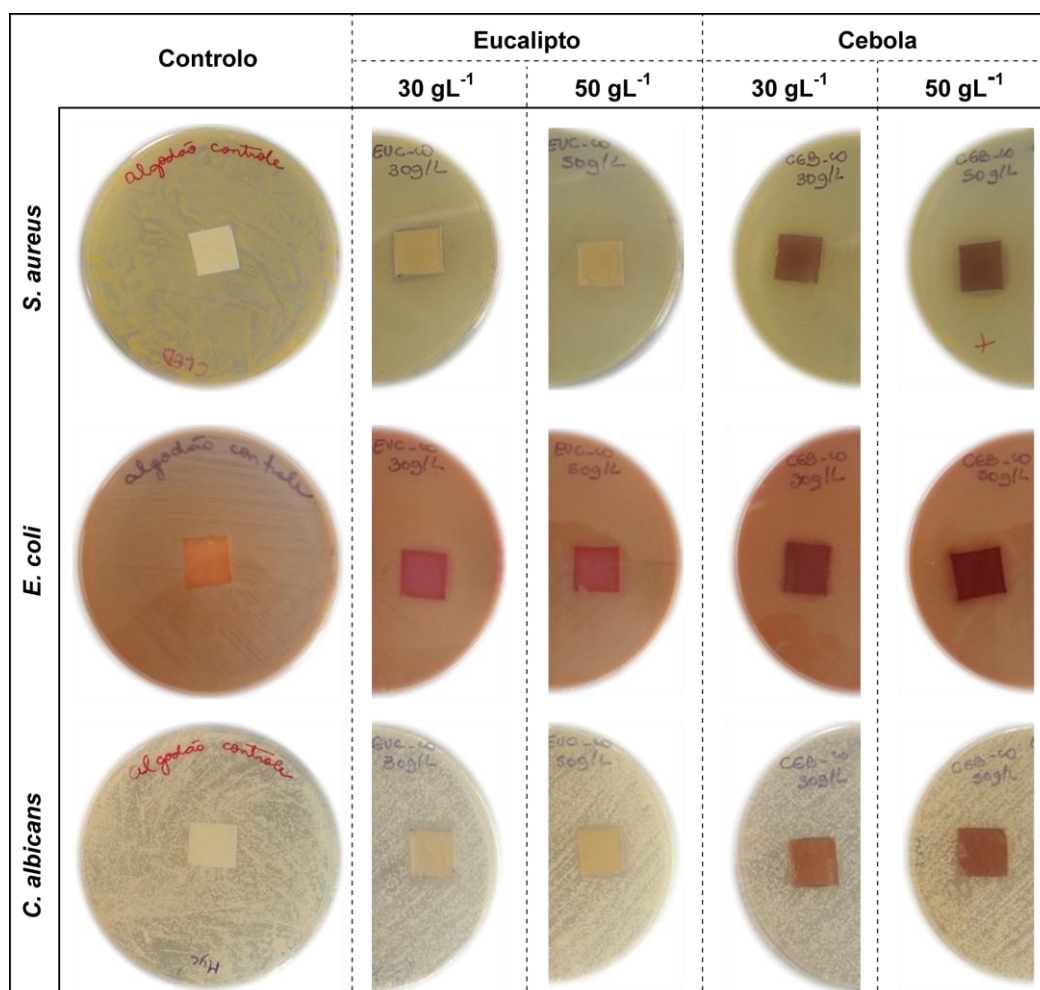 Controlo
Eucalipto
Cebola
30 gL⁻¹
50 gL⁻¹
30 gL⁻¹
50 gL⁻¹
S. aureus
algodão controle
CLED
EUC-CO
30g/L
EUC-CO
50g/L
CEB-CO
30g/L
CEB-CO
50g/L
E. coli
algodão controle
EUC-CO
30g/L
EUC-CO
50g/L
CEB-CO
30g/L
CEB-CO
50g/L
C. albicans
algodão controle
Myc
EUC-CO
30g/L
EUC-CO
50g/L
CEB-CO
30g/L
CEB-CO
50g/L